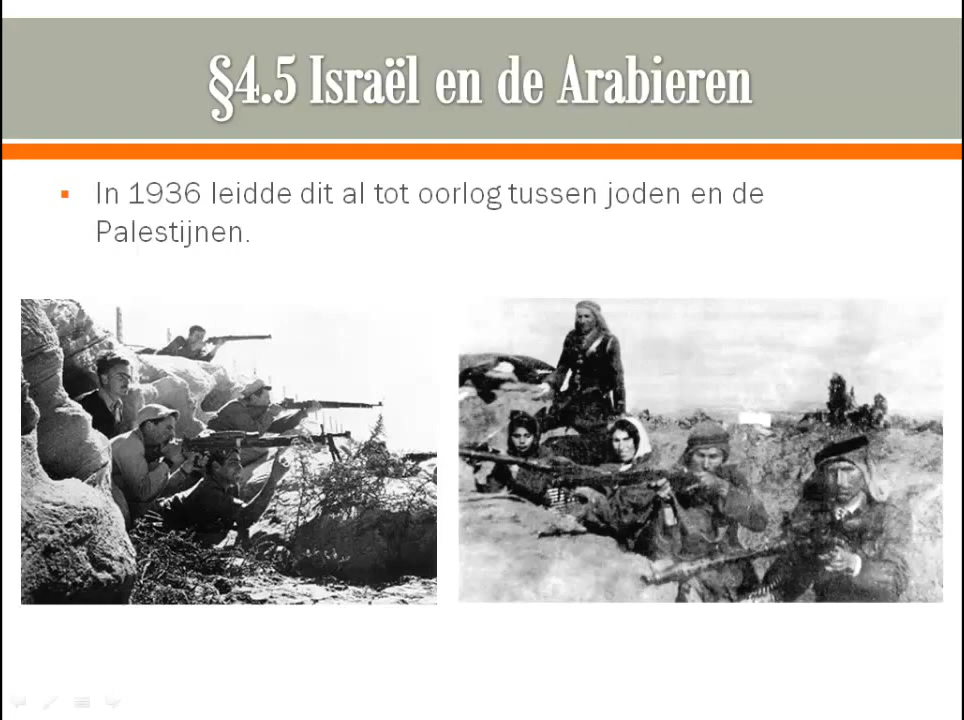 §4.5 Israël en de Arabieren
In 1936 leidde dit al tot oorlog tussen joden en de
Palestijnen.